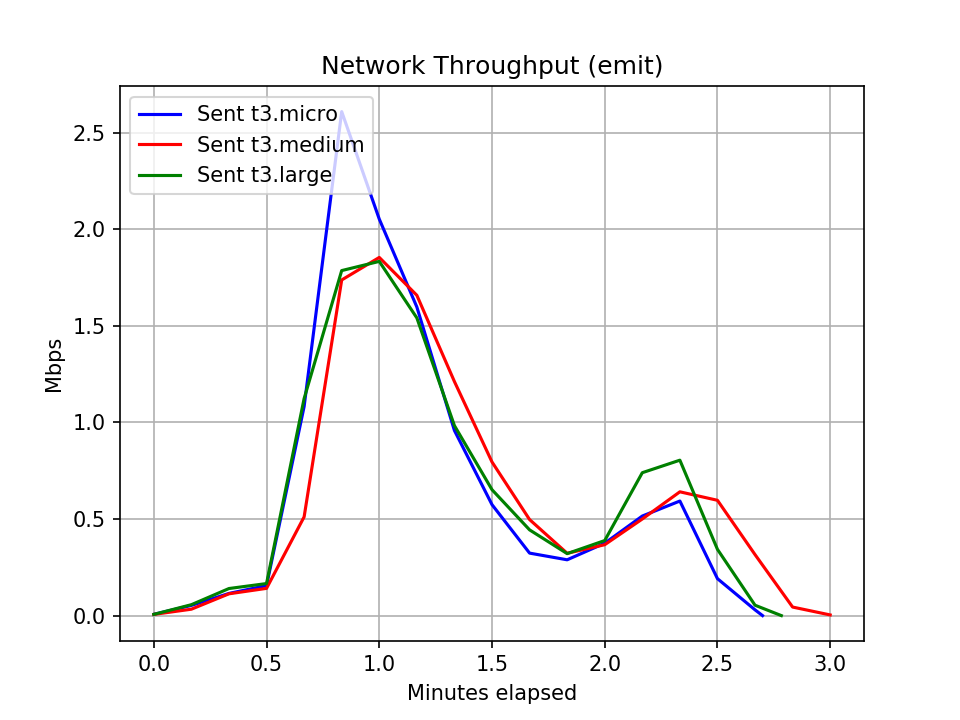 Network Throughput (emit)
Sent t3.micro
Sent t3.medium
Sent t3.large
Mbps
2.5
2.0
1.5
1.0
0.5
0.0
0.0 0.5 1.0 1.5 2.0 2.5 3.0
Minutes elapsed